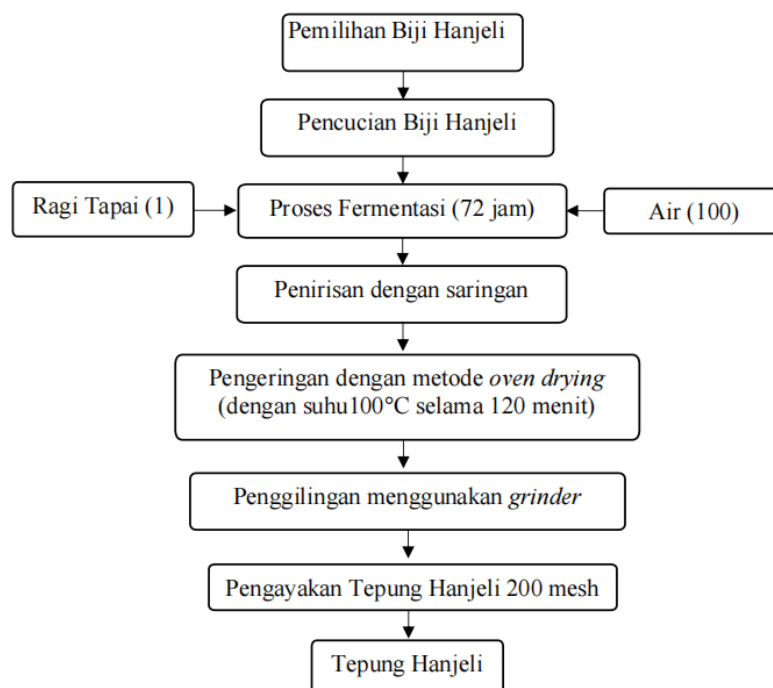 Pemilihan Biji Hanjeli
Pencucian Biji Hanjeli
Ragi Tapai (1)
Proses Fermentasi (72 jam)
Air (100)
Penirisan dengan saringan
Pengeringan dengan metode oven drying
(dengan suhu100°C selama 120 menit)
Penggilingan menggunakan grinder
Pengayakan Tepung Hanjeli 200 mesh
Tepung Hanjeli